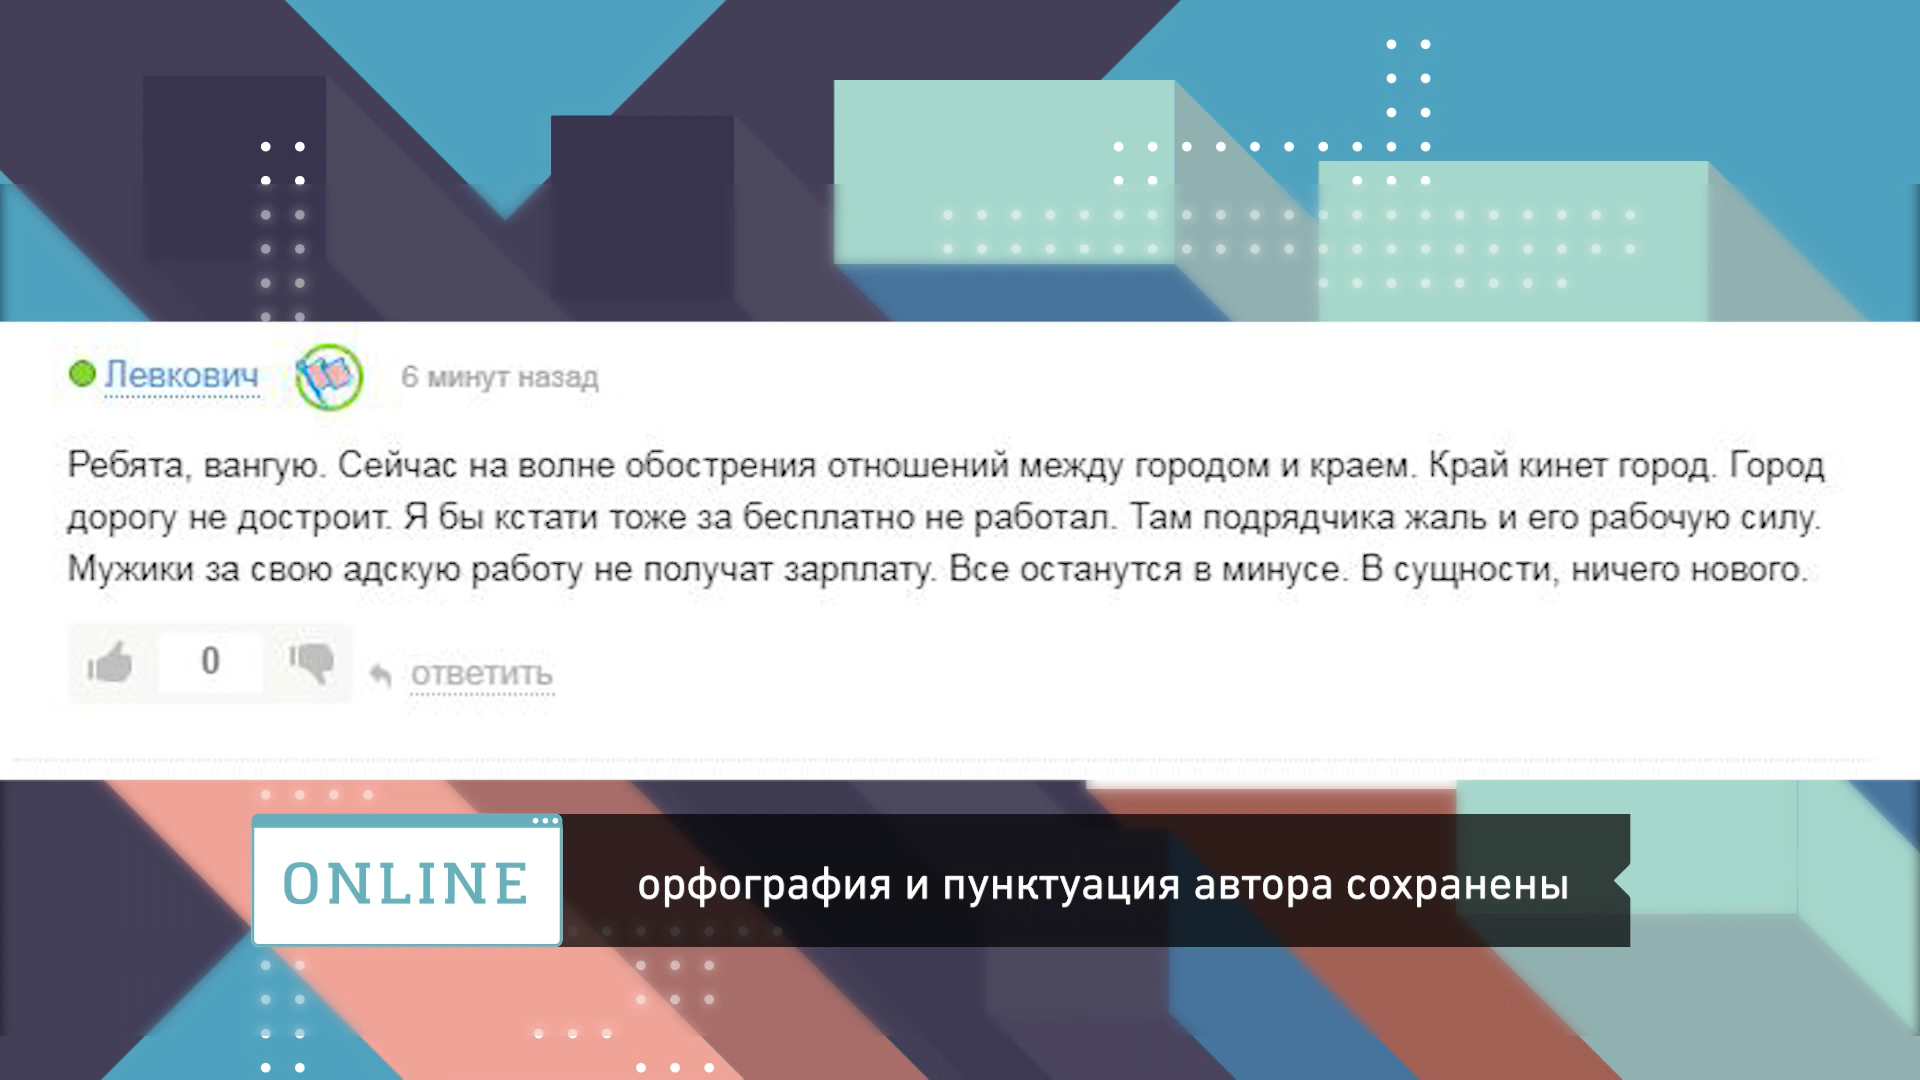 Левкович 6 минут назад
Ребята, вангую. Сейчас на волне обострения отношений между городом и краем. Край кинет город. Город
дорогу не достроит. Я бы кстати тоже за бесплатно не работал. Там подрядчика жаль и его рабочую силу.
Мужики за свою адскую работу не получат зарплату. Все останутся в минусе. В сущности, ничего нового.
0 ответить
ONLINE орфография и пунктуация автора сохранены